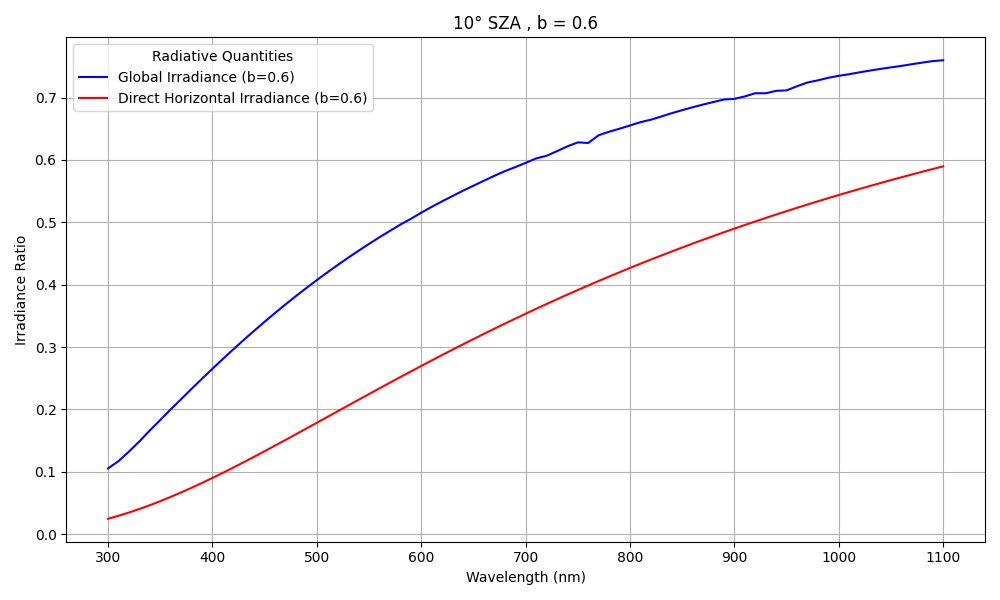 10° SZA , b = 0.6
Radiative Quantities
Global Irradiance (b=0.6)
Direct Horizontal Irradiance (b=0.6)
Irradiance Ratio
0.7
0.6
0.5
0.4
0.3
0.2
0.1
0.0
300 400 500 600 700 800 900 1000 1100
Wavelength (nm)